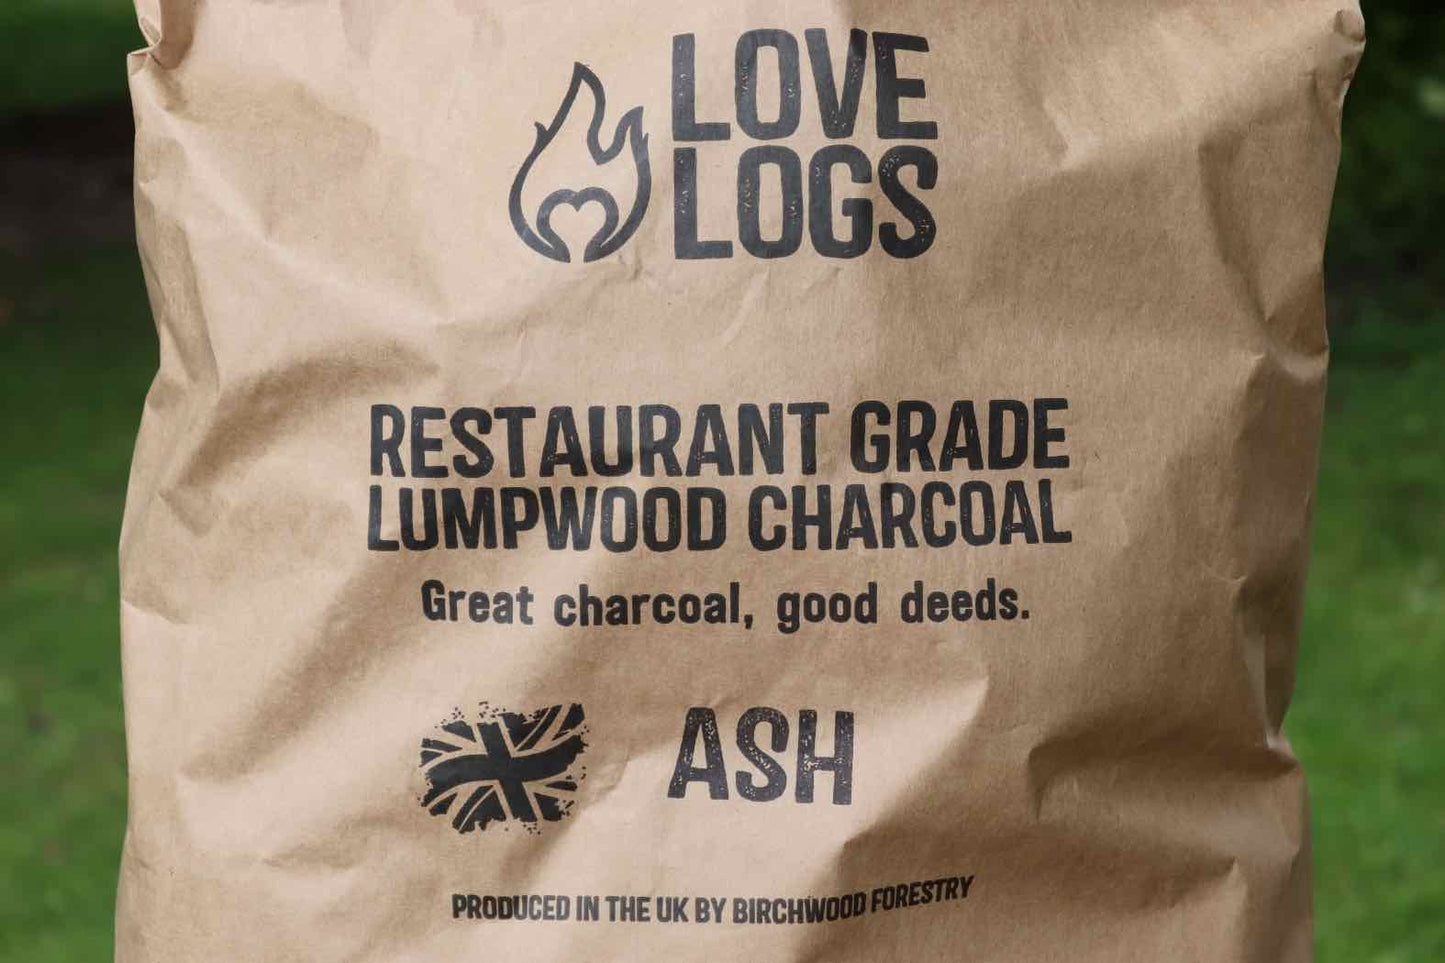 LOVE
LOGS
RESTAURANT GRADE
LUMPWOOD CHARCOAL
Great charcoal, good deeds.
ASH
PRODUCED IN THE UK BY BIRCHWOOD FORESTRY